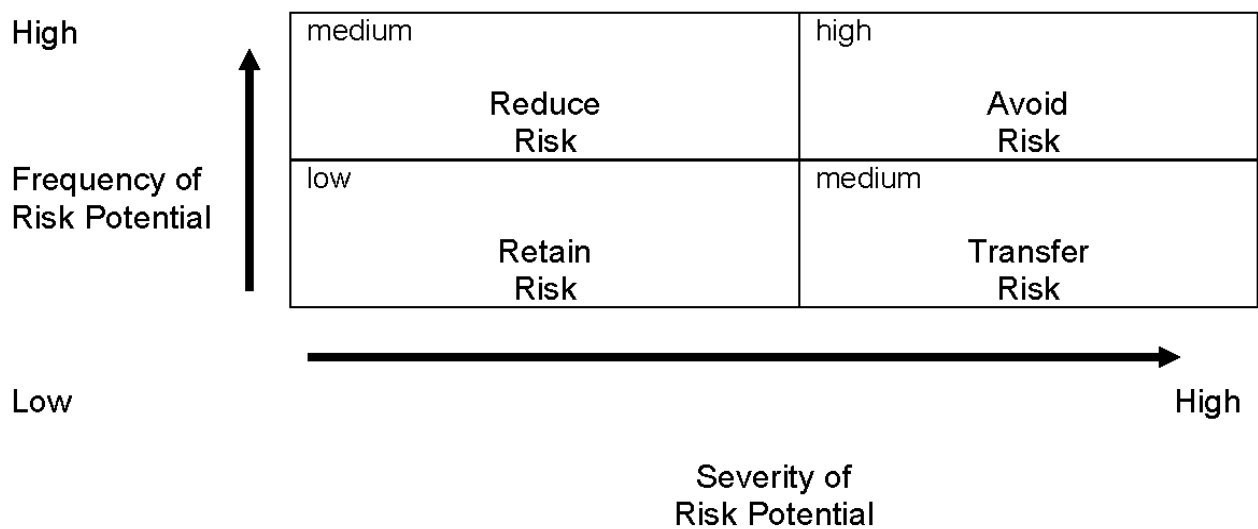 High
medium
high
Reduce
Risk
Avoid
Risk
Frequency of
Risk Potential
low
medium
Retain
Risk
Transfer
Risk
Low
High
Severity of
Risk Potential